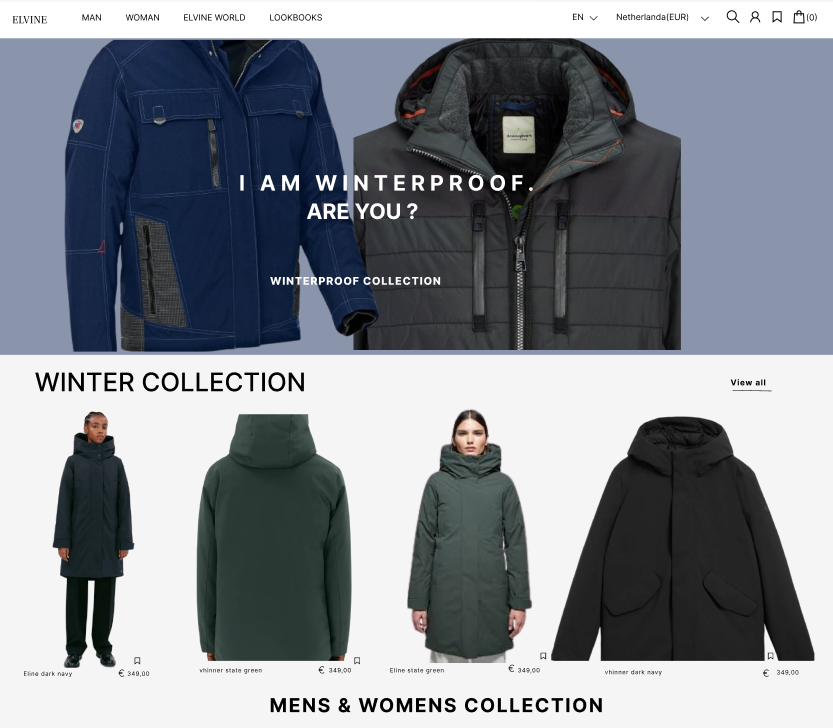 ELVINE MAN WOMAN ELVINE WORLD LOOKBOOKS EN Netherlanda(EUR) (0)
I AM WINTERPROOF.
ARE YOU ?
WINTERPROOF COLLECTION
WINTER COLLECTION
View all
Eline dark navy € 349,00
vhinner state green € 349,00
Eline state green € 349,00
vhinner dark navy € 349,00
MENS & WOMENS COLLECTION